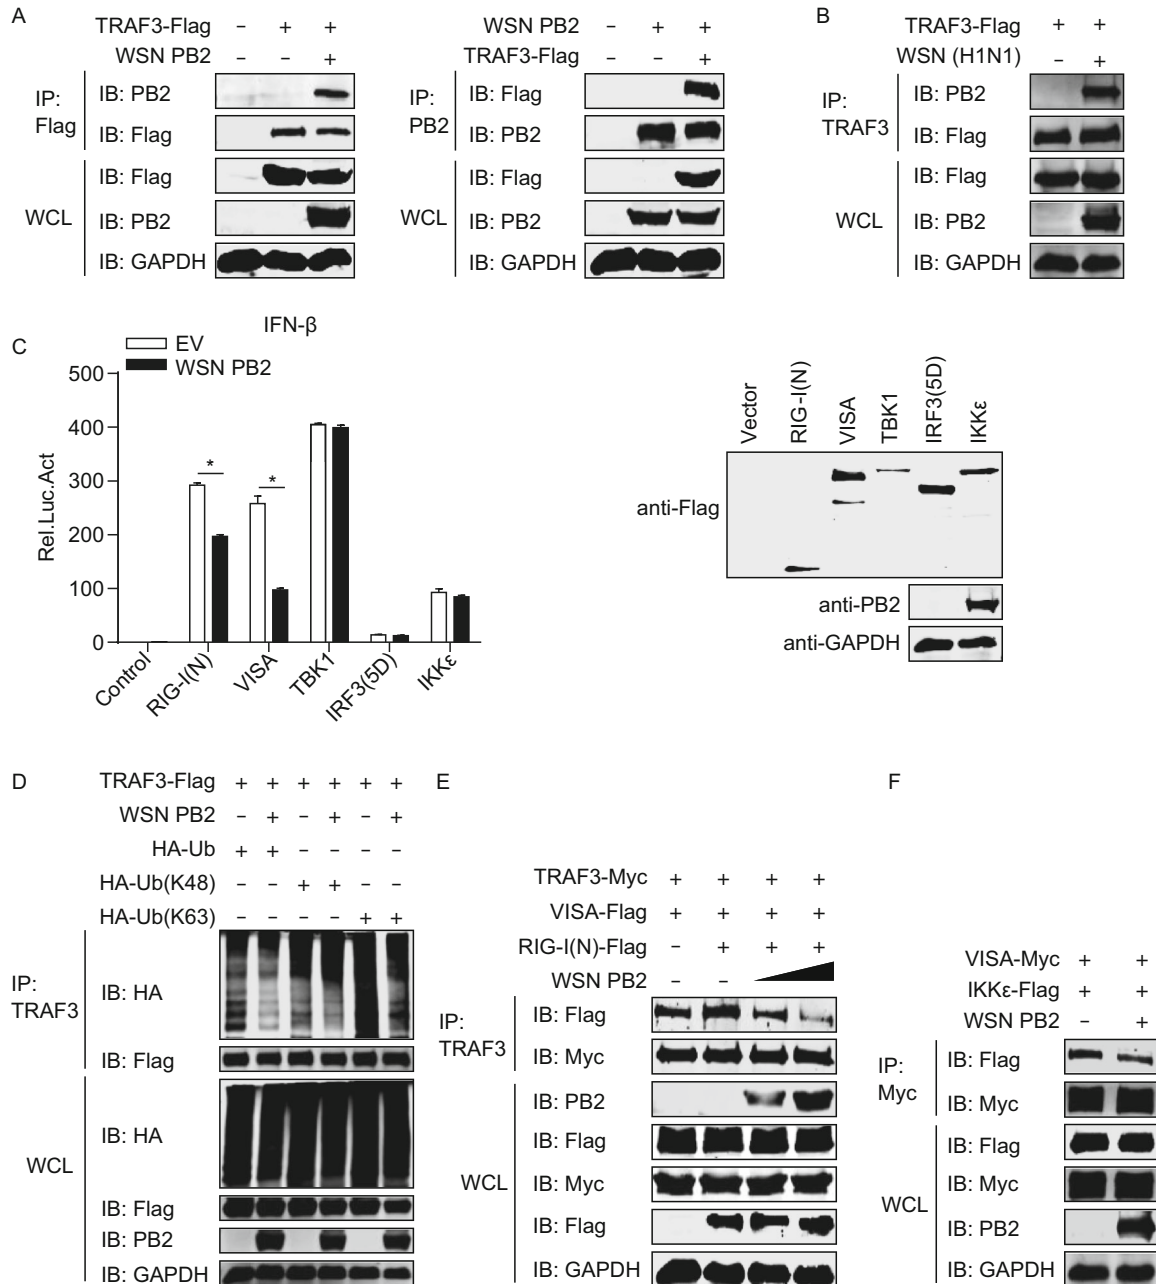 A
TRAF3-Flag – + +
WSN PB2 – – +
IP: Flag
IB: PB2
IB: Flag
WCL
IB: Flag
IB: PB2
IB: GAPDH
WSN PB2 – + +
TRAF3-Flag – – +
IP: PB2
IB: Flag
IB: PB2
WCL
IB: Flag
IB: PB2
IB: GAPDH
B
TRAF3-Flag + +
WSN (H1N1) – +
IP: TRAF3
IB: PB2
IB: Flag
WCL
IB: Flag
IB: PB2
IB: GAPDH
C
IFN-β
EV
WSN PB2
Rel.Luc.Act
500
400
300
200
100
0
* *
Control RIG-I(N) VISA TBK1 IRF3(5D) IKKε
Vector RIG-I(N) VISA TBK1 IRF3(5D) IKKε
anti-Flag
anti-PB2
anti-GAPDH
D
TRAF3-Flag + + + + + +
WSN PB2 – + – + – +
HA-Ub + + – – – –
HA-Ub(K48) – – + + – –
HA-Ub(K63) – – – – + +
IP: TRAF3
IB: HA
IB: Flag
WCL
IB: HA
IB: Flag
IB: PB2
IB: GAPDH
E
TRAF3-Myc + + + +
VISA-Flag + + + +
RIG-I(N)-Flag – + + +
WSN PB2 – –
IP: TRAF3
IB: Flag
IB: Myc
WCL
IB: PB2
IB: Flag
IB: Myc
IB: Flag
IB: GAPDH
F
VISA-Myc + +
IKKε-Flag + +
WSN PB2 – +
IP: Myc
IB: Flag
IB: Myc
WCL
IB: Flag
IB: Myc
IB: PB2
IB: GAPDH